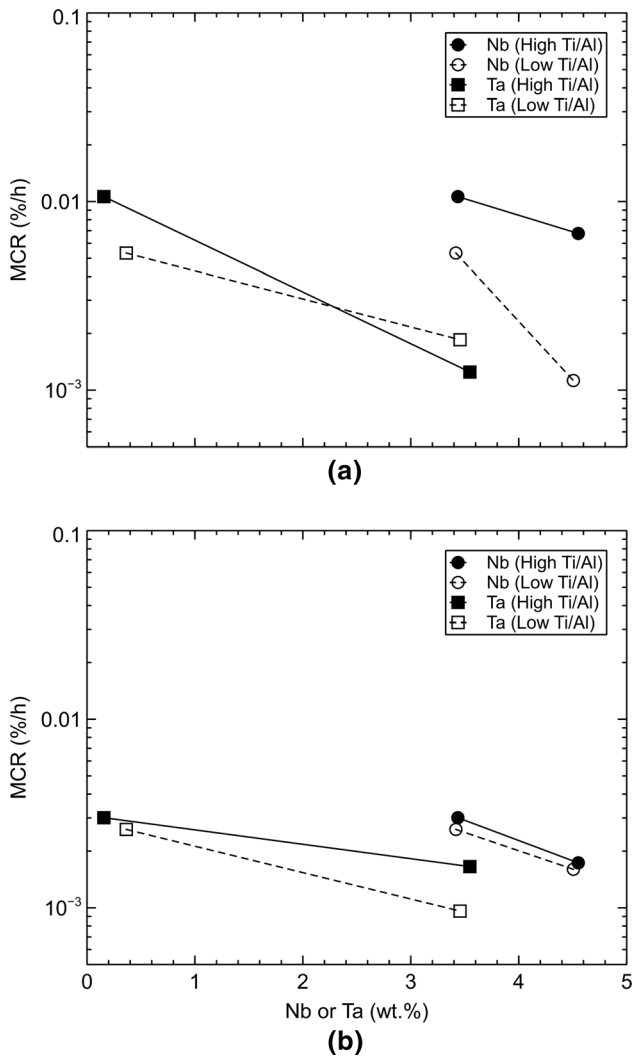 0.1
Nb (High Ti/Al)
Nb (Low Ti/Al)
Ta (High Ti/Al)
Ta (Low Ti/Al)
0.01
MCR (%/h)
10⁻³
(a)
0.1
Nb (High Ti/Al)
Nb (Low Ti/Al)
Ta (High Ti/Al)
Ta (Low Ti/Al)
0.01
MCR (%/h)
10⁻³
0 1 2 3 4 5
Nb or Ta (wt.%)
(b)